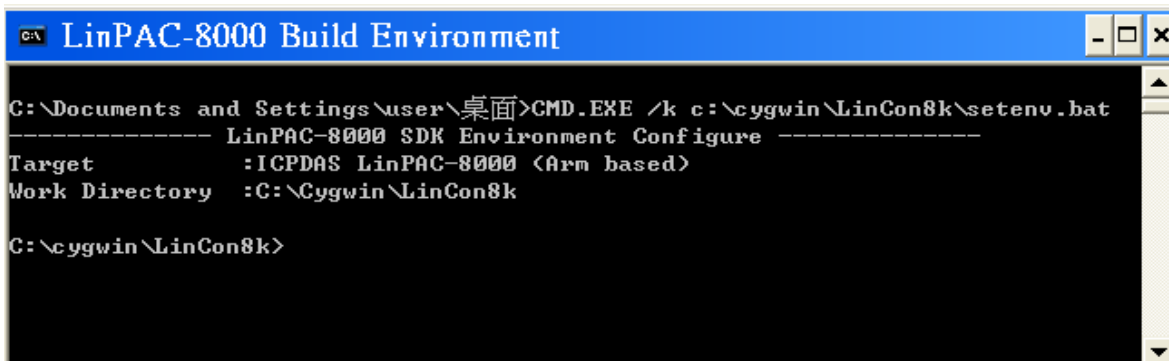 LinPAC-8000 Build Environment
C:\Documents and Settings\user\桌面>CMD.EXE /k c:\cygwin\LinCon8k\setenv.bat
-------------- LinPAC-8000 SDK Environment Configure --------------
Target :ICPDAS LinPAC-8000 (Arm based)
Work Directory :C:\Cygwin\LinCon8k
C:\cygwin\LinCon8k>